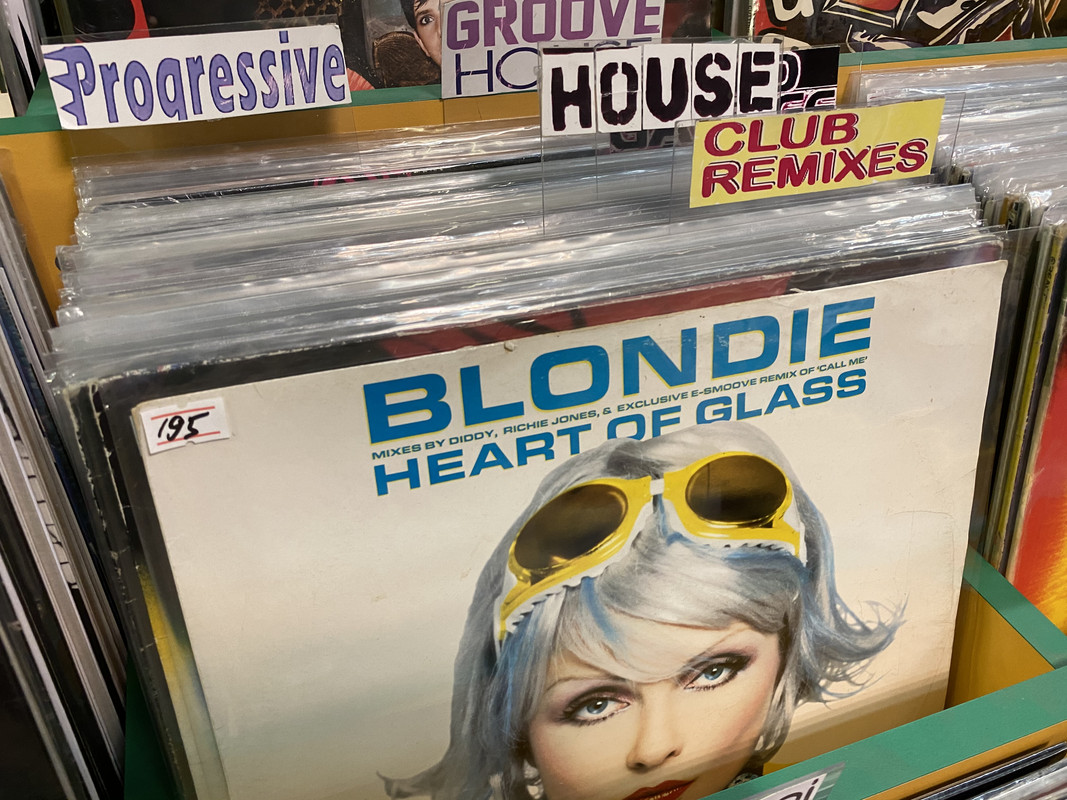 Progressive
GROOVE
HOUSE
CLUB
REMIXES
BLONDIE
MIXES BY DIDDY, RICHIE JONES, & EXCLUSIVE E-SMOOVE REMIX OF 'CALL ME'
HEART OF GLASS
195